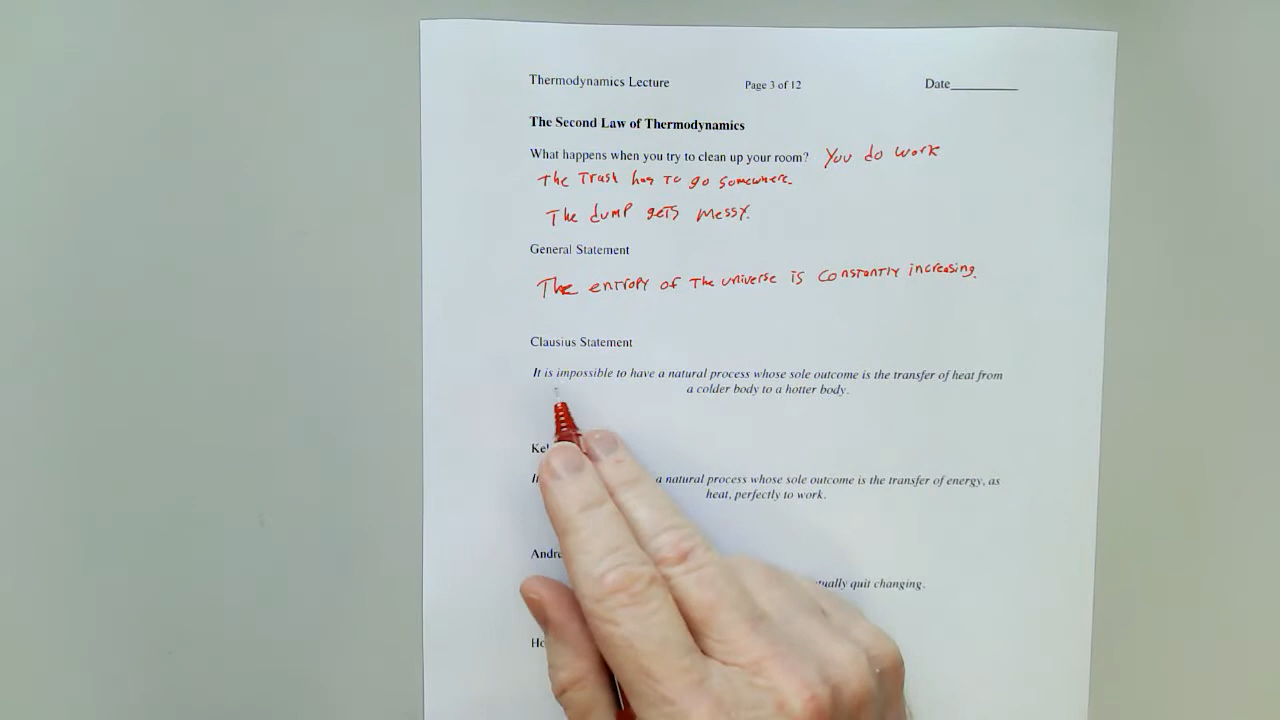 Thermodynamics Lecture Page 3 of 12 Date________
The Second Law of Thermodynamics
What happens when you try to clean up your room? You do work
The Trash has To go somewhere.
The dump gets messy.
General Statement
The entropy of The universe is constantly increasing.
Clausius Statement
It is impossible to have a natural process whose sole outcome is the transfer of heat from
a colder body to a hotter body.
a natural process whose sole outcome is the transfer of energy, as
heat, perfectly to work.
quit changing.